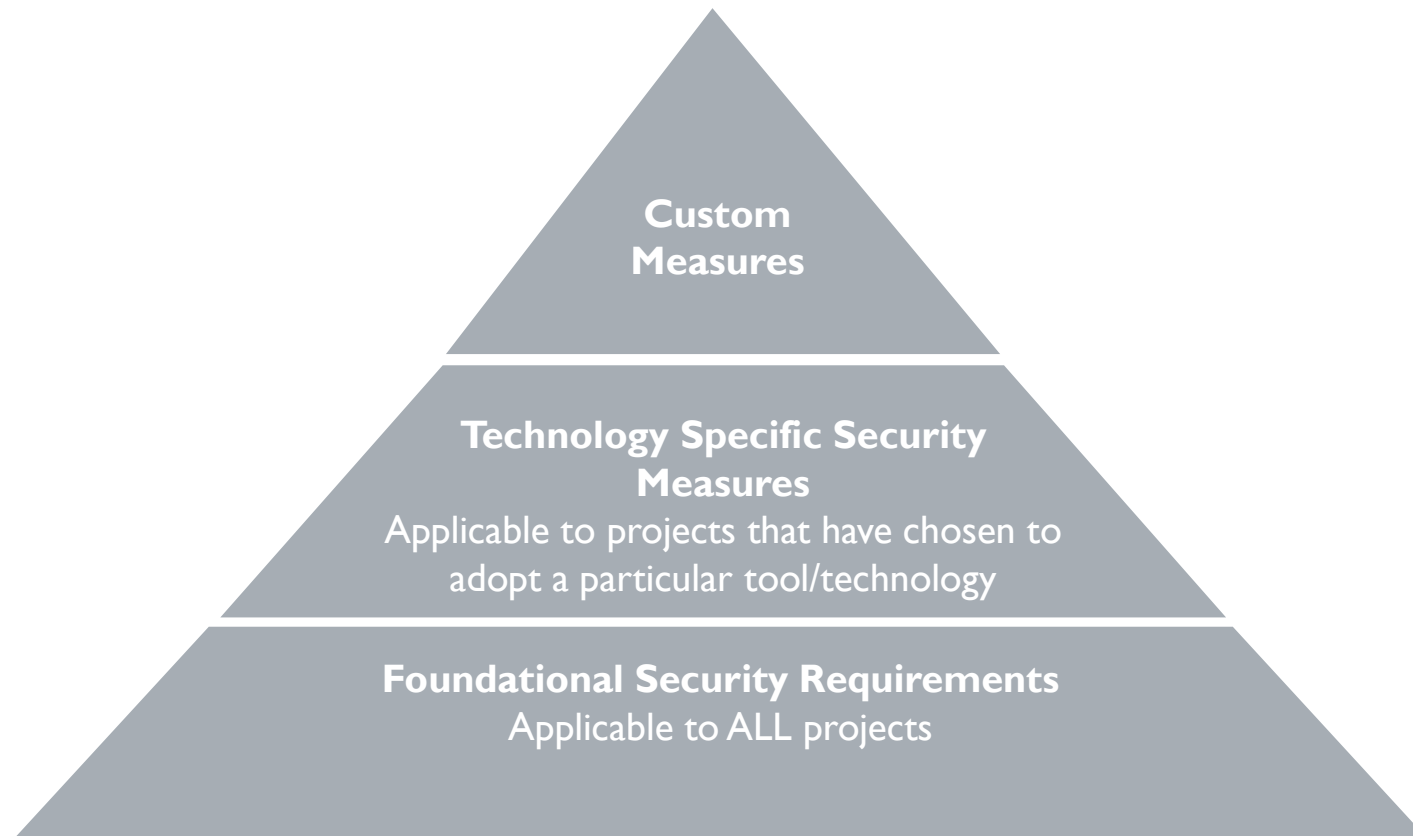 Custom
Measures
Technology Specific Security
Measures
Applicable to projects that have chosen to
adopt a particular tool/technology
Foundational Security Requirements
Applicable to ALL projects